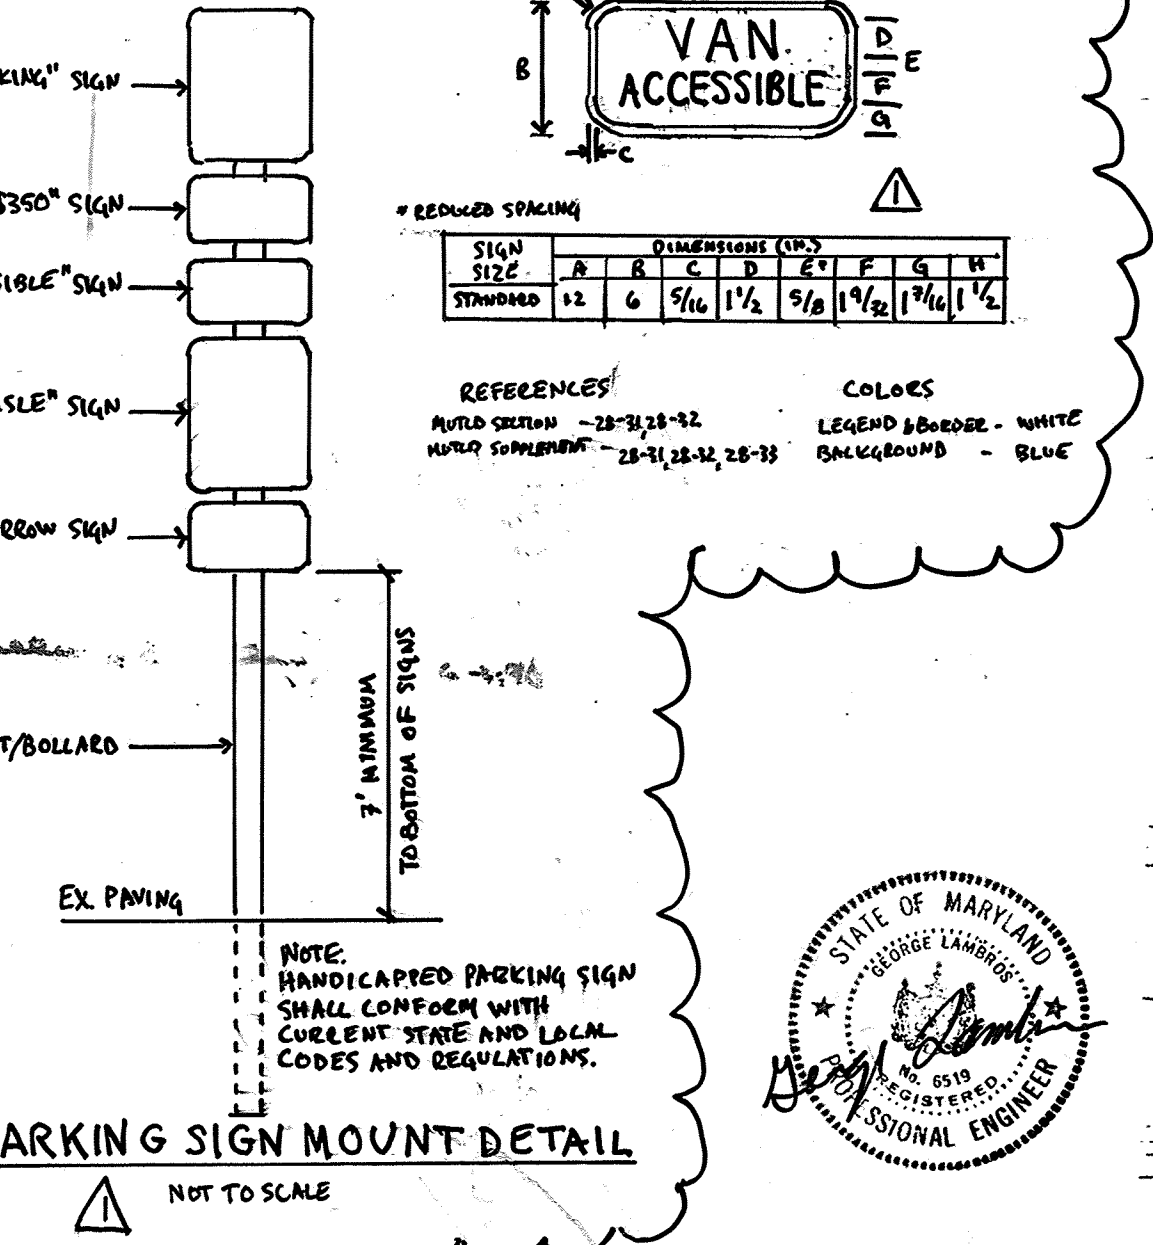 KING" SIGN
$350" SIGN
SIBLE" SIGN
ISLE" SIGN
RROW SIGN
T/BOLLARD
EX. PAVING
7' MINIMUM
TO BOTTOM OF SIGNS
NOTE:
HANDICAPPED PARKING SIGN
SHALL CONFORM WITH
CURRENT STATE AND LOCAL
CODES AND REGULATIONS.
ARKING SIGN MOUNT DETAIL
1
NOT TO SCALE
B
VAN
ACCESSIBLE
D
E
F
G
C
1
* REDUCED SPACING
SIGN SIZE DIMENSIONS (IN.)
A B C D E* F G H
STANDARD 12 6 5/16 1 1/2 5/8 1 9/32 1 7/16 1 1/2
REFERENCES
MUTCD SECTION - 2B-31, 2B-32
MUTCD SUPPLEMENT - 2B-31, 2B-32, 2B-33
COLORS
LEGEND & BORDER - WHITE
BACKGROUND - BLUE
STATE OF MARYLAND
GEORGE LAMBROS
George Lambros
No. 6519
REGISTERED
PROFESSIONAL ENGINEER